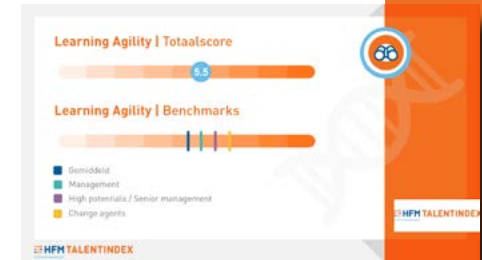 Learning Agility | Totaalscore
5,5
Learning Agility | Benchmarks
Gemiddeld
Management
High potentials / Senior management
Change agents
HFM TALENTINDEX
HFM TALENTINDEX